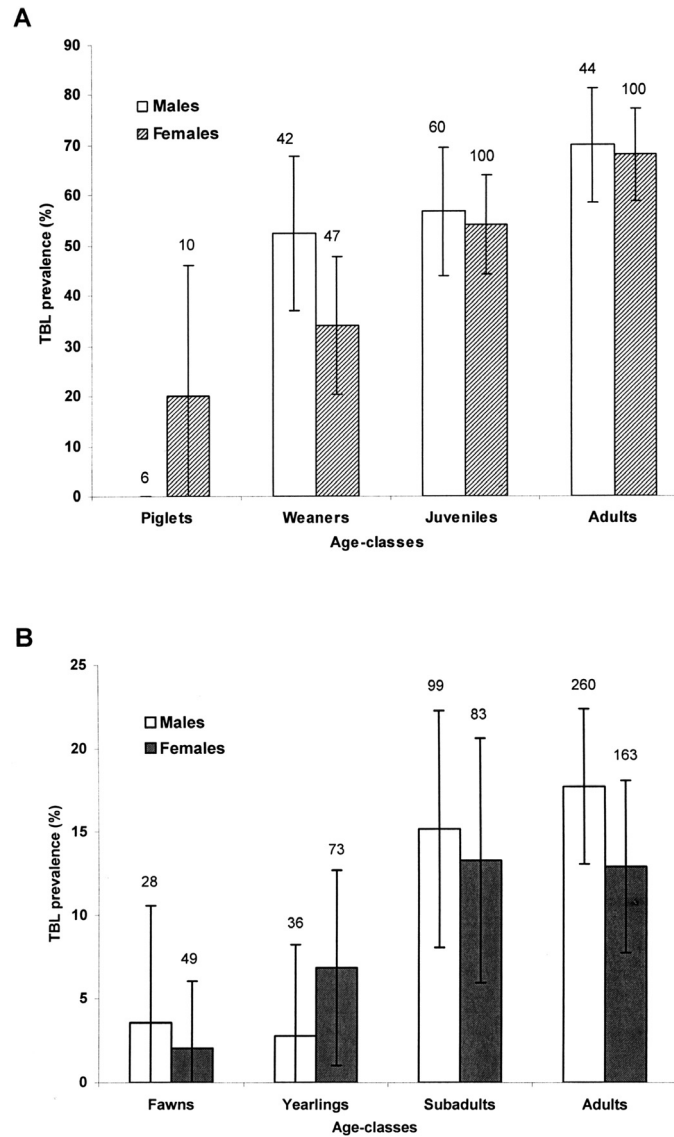 A
90
80
70
60
50
40
30
20
10
0
TBL prevalence (%)
Males
Females
6
10
42
47
60
100
44
100
Piglets
Weaners
Juveniles
Adults
Age-classes
B
25
20
15
10
5
0
TBL prevalence (%)
Males
Females
28
49
36
73
99
83
260
163
Fawns
Yearlings
Subadults
Adults
Age-classes